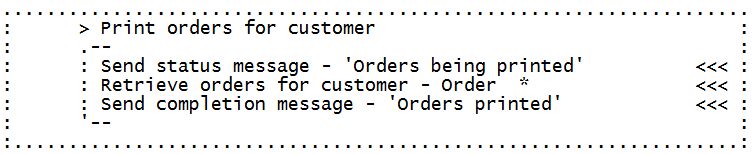 > Print orders for customer
.--
: Send status message - 'Orders being printed' <<<
: Retrieve orders for customer - Order * <<<
: Send completion message - 'Orders printed' <<<
'--